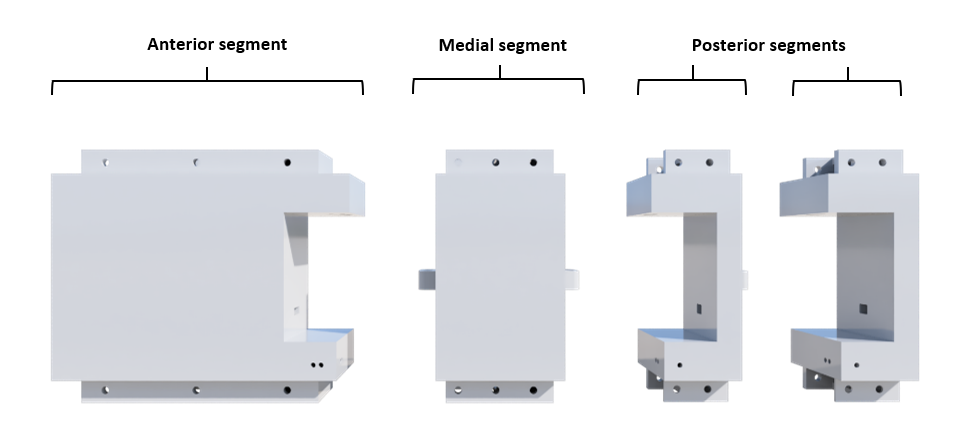 Anterior segment
Medial segment
Posterior segments